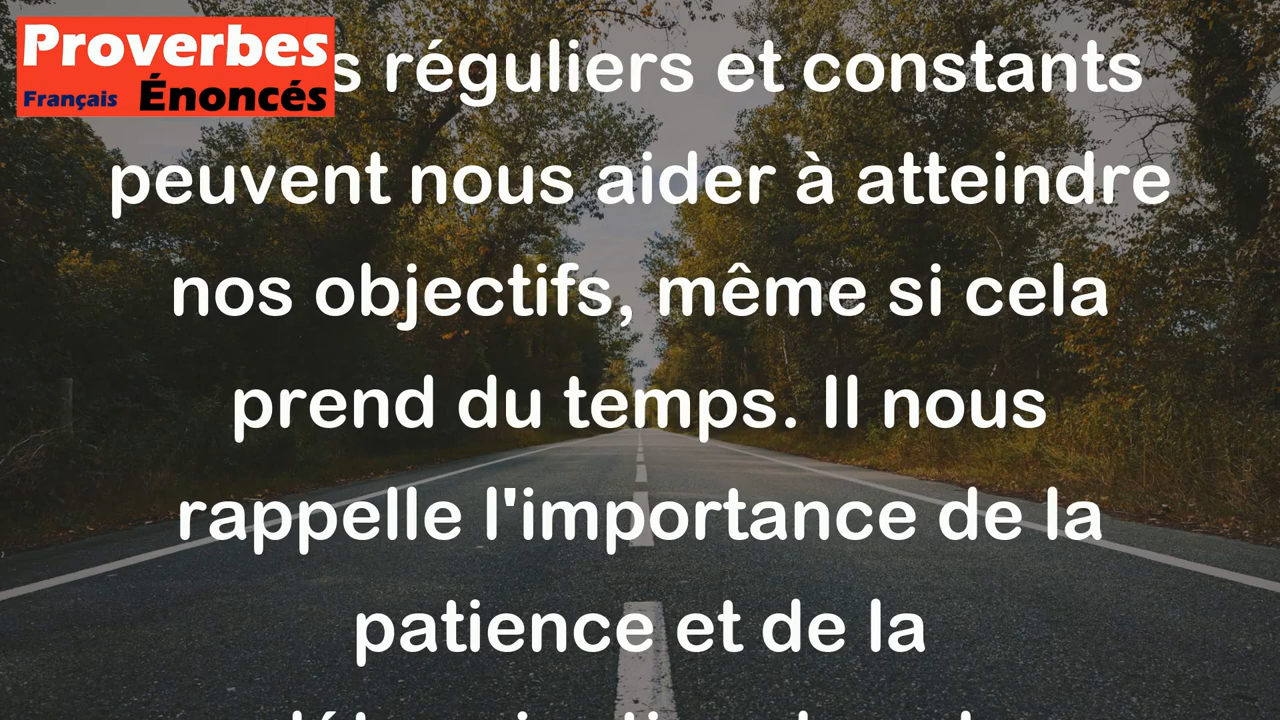 Proverbes
Français Énoncés
réguliers et constants
peuvent nous aider à atteindre
nos objectifs, même si cela
prend du temps. Il nous
rappelle l'importance de la
patience et de la